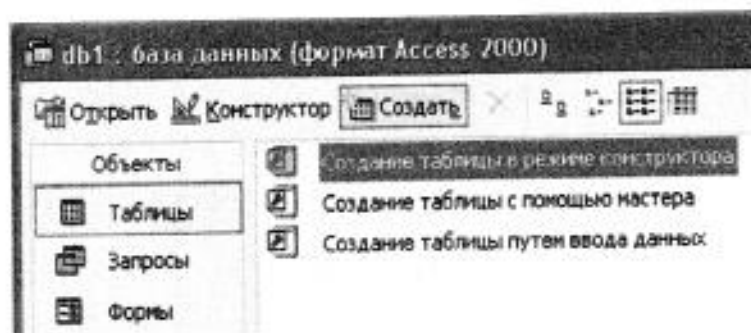 db1 : база данных (формат Access 2000)
Открыть Конструктор Создать
Объекты
Таблицы
Запросы
Формы
Создание таблицы в режиме конструктора
Создание таблицы с помощью мастера
Создание таблицы путем ввода данных